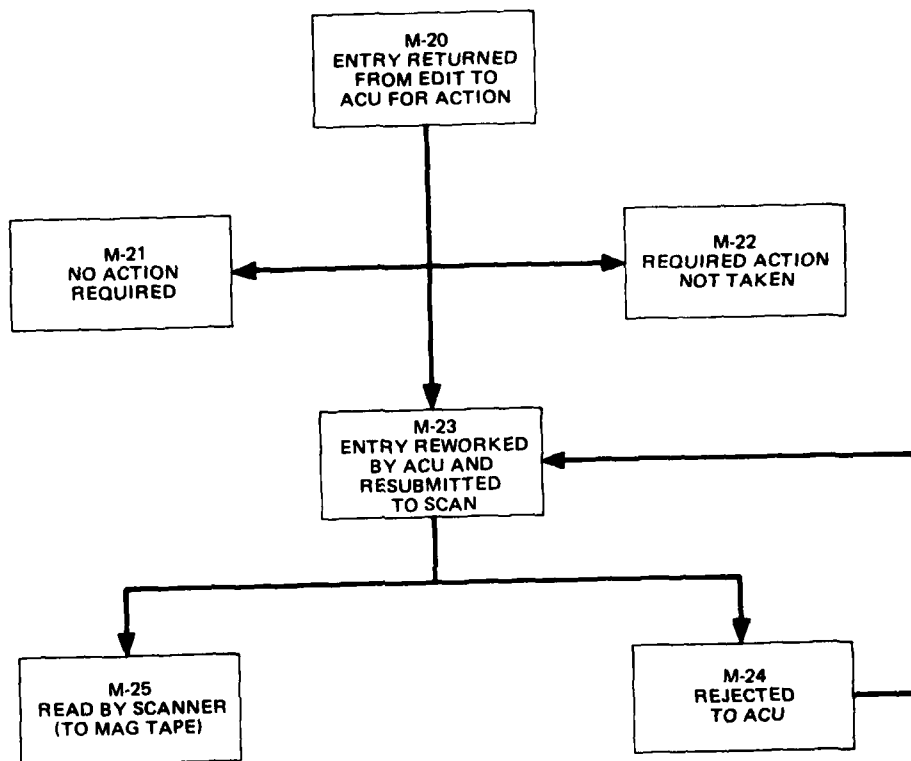 M-20
ENTRY RETURNED
FROM EDIT TO
ACU FOR ACTION
M-21
NO ACTION
REQUIRED
M-22
REQUIRED ACTION
NOT TAKEN
M-23
ENTRY REWORKED
BY ACU AND
RESUBMITTED
TO SCAN
M-25
READ BY SCANNER
(TO MAG TAPE)
M-24
REJECTED
TO ACU